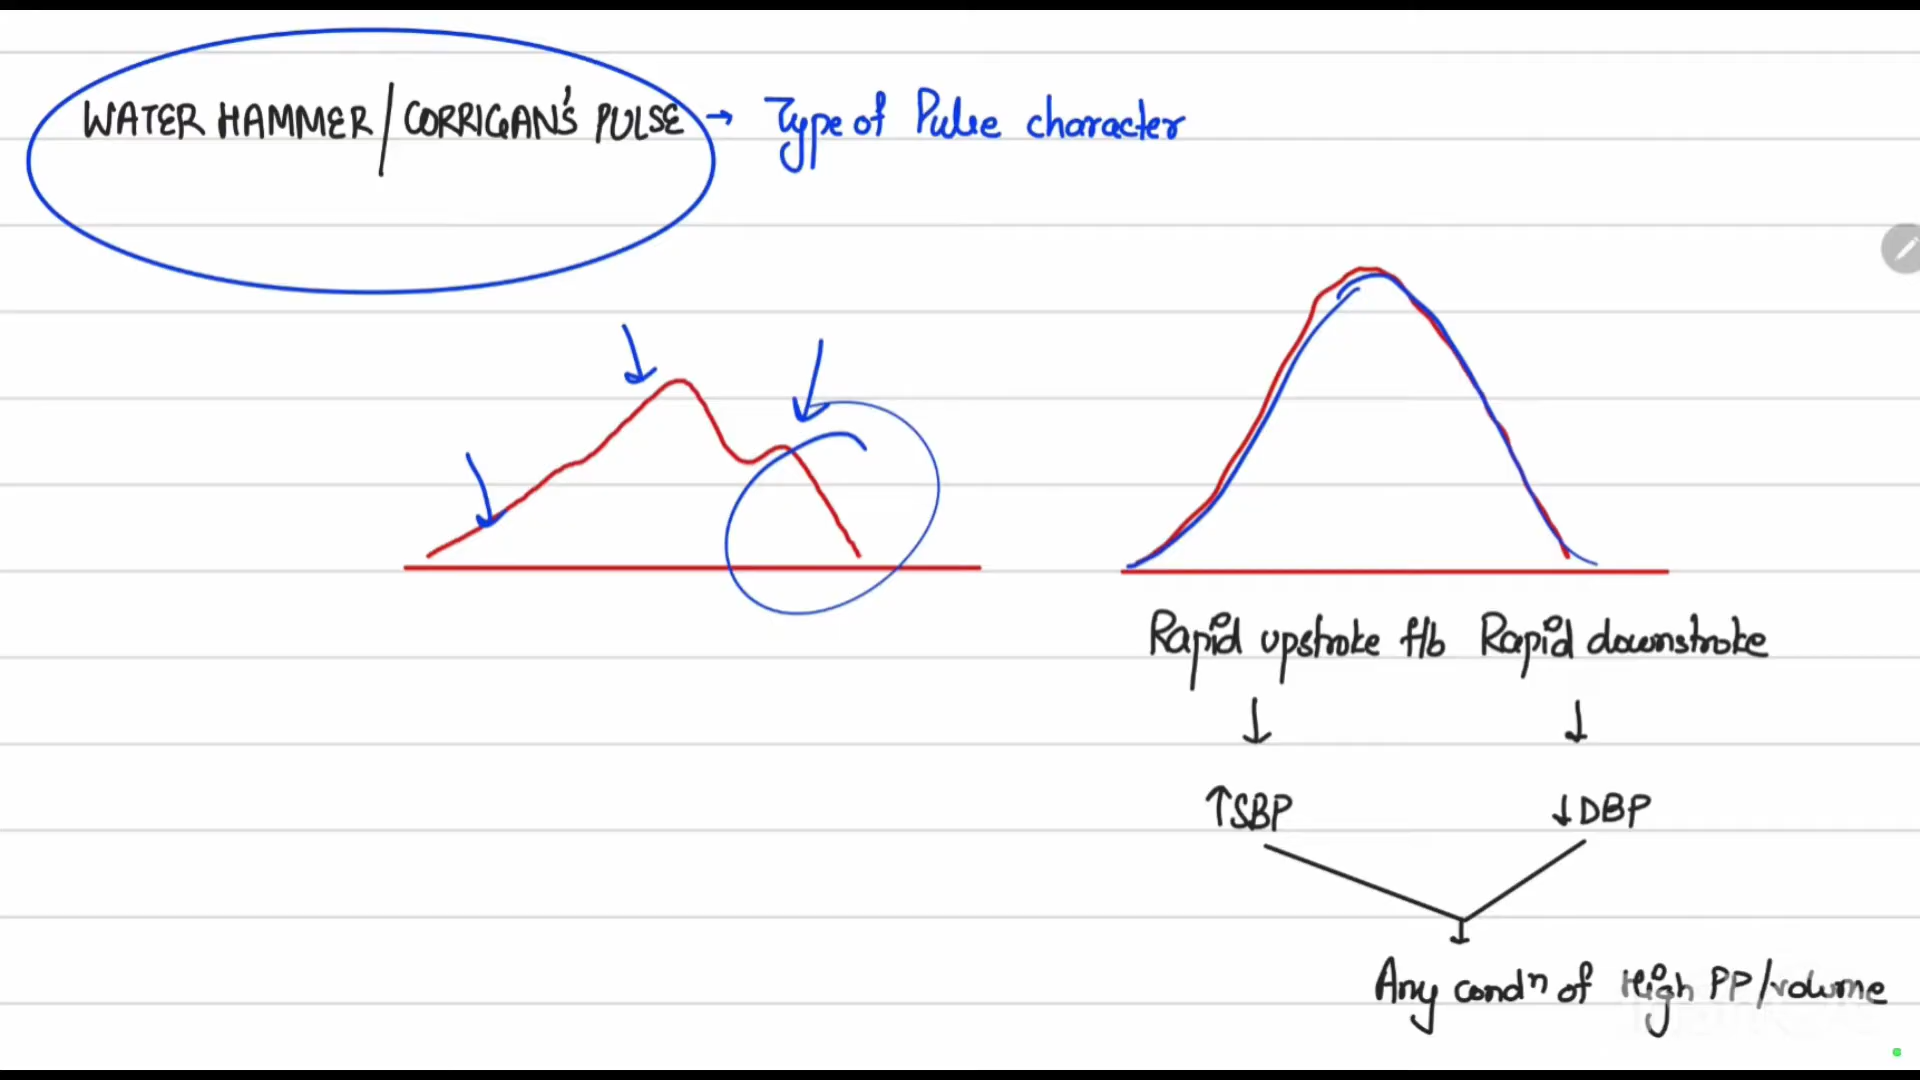 WATER HAMMER/CORRIGAN'S PULSE → Type of Pulse character
Rapid upstroke f/b Rapid downstroke
↓ ↓
↑SBP ↓DBP
Any condⁿ of High PP/volume